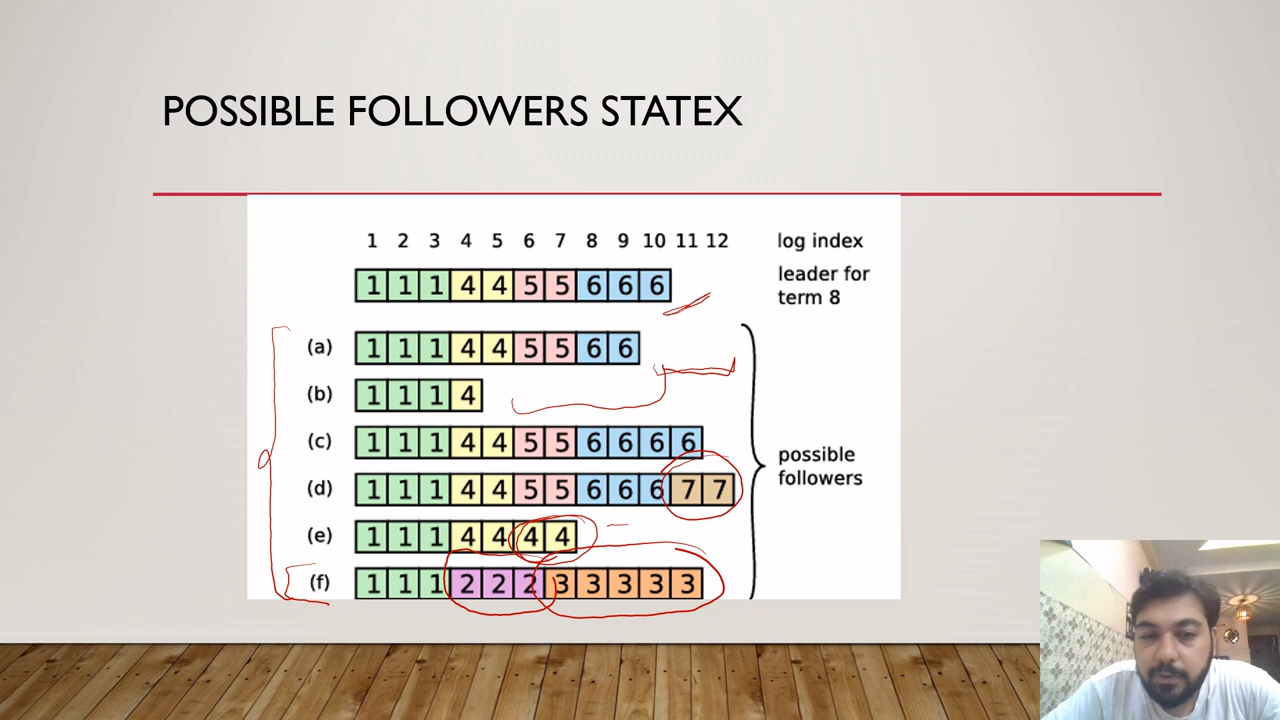 POSSIBLE FOLLOWERS STATEX
1 2 3 4 5 6 7 8 9 10 11 12 log index
1 1 1 4 4 5 5 6 6 6 leader for
term 8
(a) 1 1 1 4 4 5 5 6 6
(b) 1 1 1 4
(c) 1 1 1 4 4 5 5 6 6 6 6
(d) 1 1 1 4 4 5 5 6 6 6 7 7
(e) 1 1 1 4 4 4 4
(f) 1 1 1 2 2 2 3 3 3 3 3
possible
followers